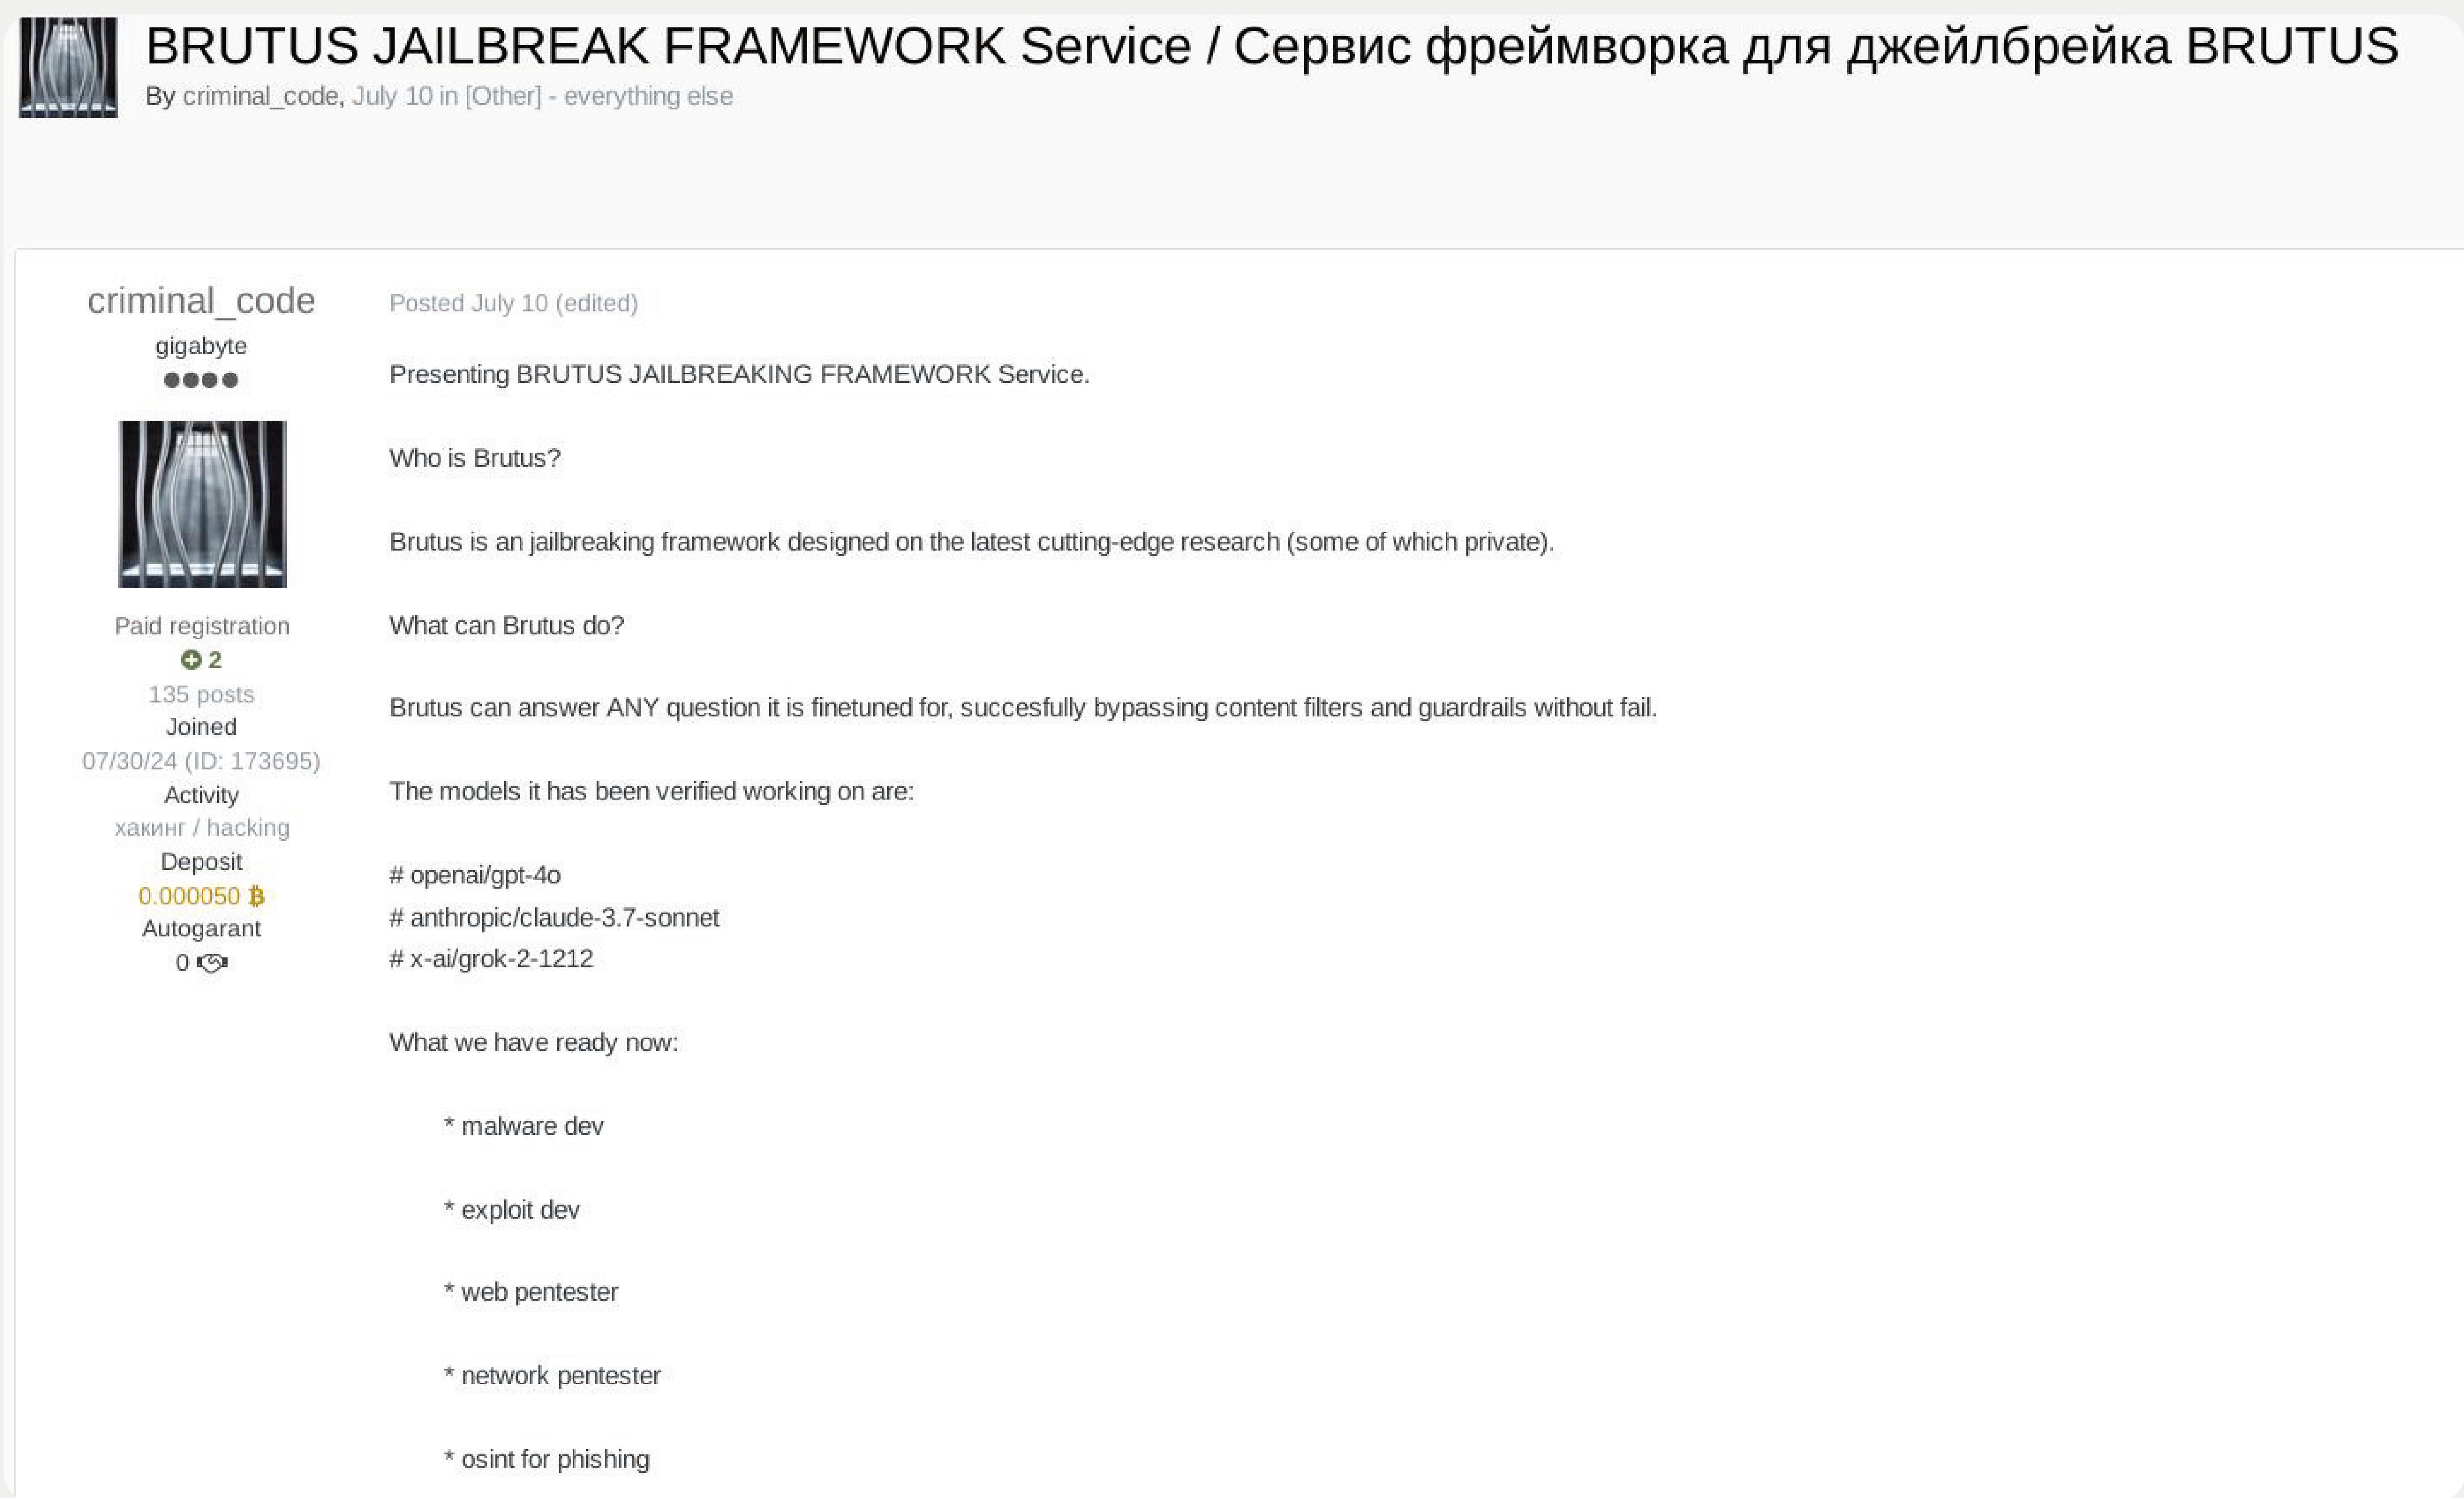 BRUTUS JAILBREAK FRAMEWORK Service / Сервис фреймворка для джейлбрейка BRUTUS
By criminal_code, July 10 in [Other] - everything else
criminal_code
gigabyte
Paid registration
2
135 posts
Joined
07/30/24 (ID: 173695)
Activity
хакинг / hacking
Deposit
0.000050 ₿
Autogarant
0
Posted July 10 (edited)
Presenting BRUTUS JAILBREAKING FRAMEWORK Service.
Who is Brutus?
Brutus is an jailbreaking framework designed on the latest cutting-edge research (some of which private).
What can Brutus do?
Brutus can answer ANY question it is finetuned for, succesfully bypassing content filters and guardrails without fail.
The models it has been verified working on are:
# openai/gpt-4o
# anthropic/claude-3.7-sonnet
# x-ai/grok-2-1212
What we have ready now:
* malware dev
* exploit dev
* web pentester
* network pentester
* osint for phishing